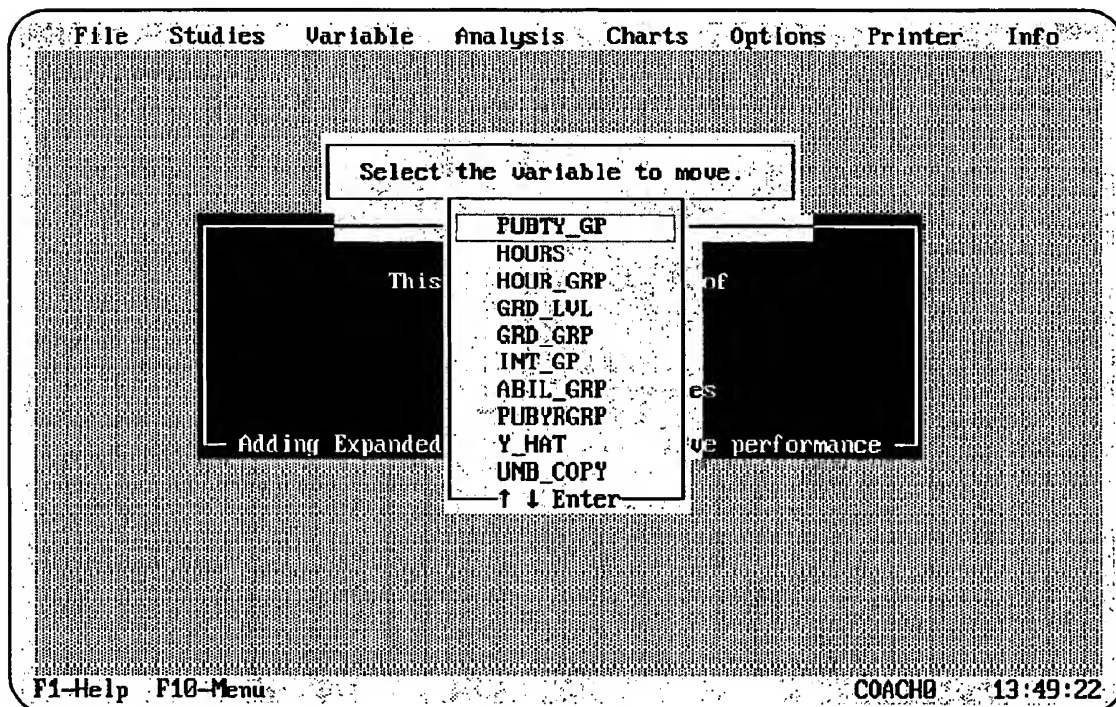 File Studies Variable Analysis Charts Options Printer Info
Select the variable to move.
PUBTY_GP
HOURS
This HOUR_GRP of
GRD_LVL
GRD_GRP
INT_GP
ABIL_GRP es
PUBYRGRP
Adding Expanded Y_HAT ve performance
UNB_COPY
↑ ↓ Enter
F1-Help F10-Menu COACH0 13:49:22